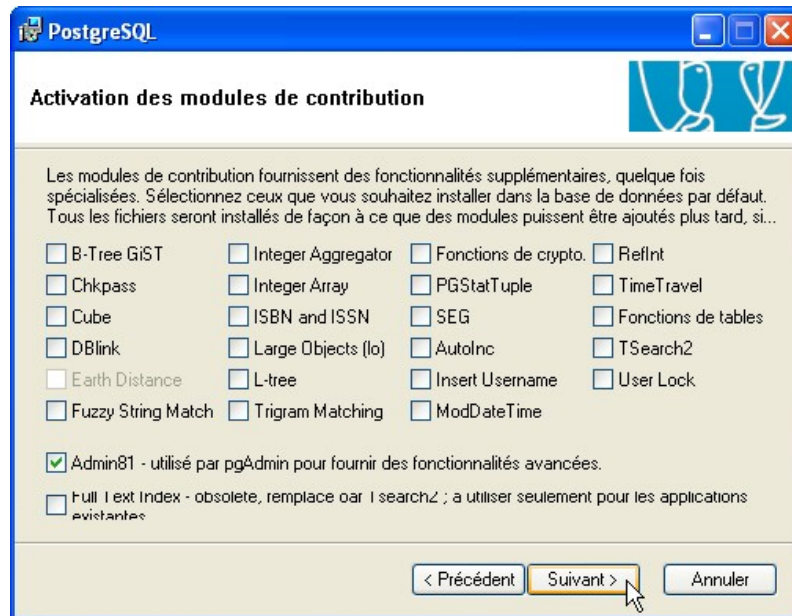 PostgreSQL
Activation des modules de contribution
Les modules de contribution fournissent des fonctionnalités supplémentaires, quelque fois
spécialisées. Sélectionnez ceux que vous souhaitez installer dans la base de données par défaut.
Tous les fichiers seront installés de façon à ce que des modules puissent être ajoutés plus tard, si...
B-Tree GiST Integer Aggregator Fonctions de crypto. RefInt
Chkpass Integer Array PGStatTuple TimeTravel
Cube ISBN and ISSN SEG Fonctions de tables
DBlink Large Objects (lo) AutoInc TSearch2
Earth Distance L-tree Insert Username User Lock
Fuzzy String Match Trigram Matching ModDateTime
Admin81 - utilisé par pgAdmin pour fournir des fonctionnalités avancées.
Full Text Index - obsolete, remplace oar Tsearch2 ; a utiliser seulement pour les applications
existantes
< Précédent Suivant > Annuler